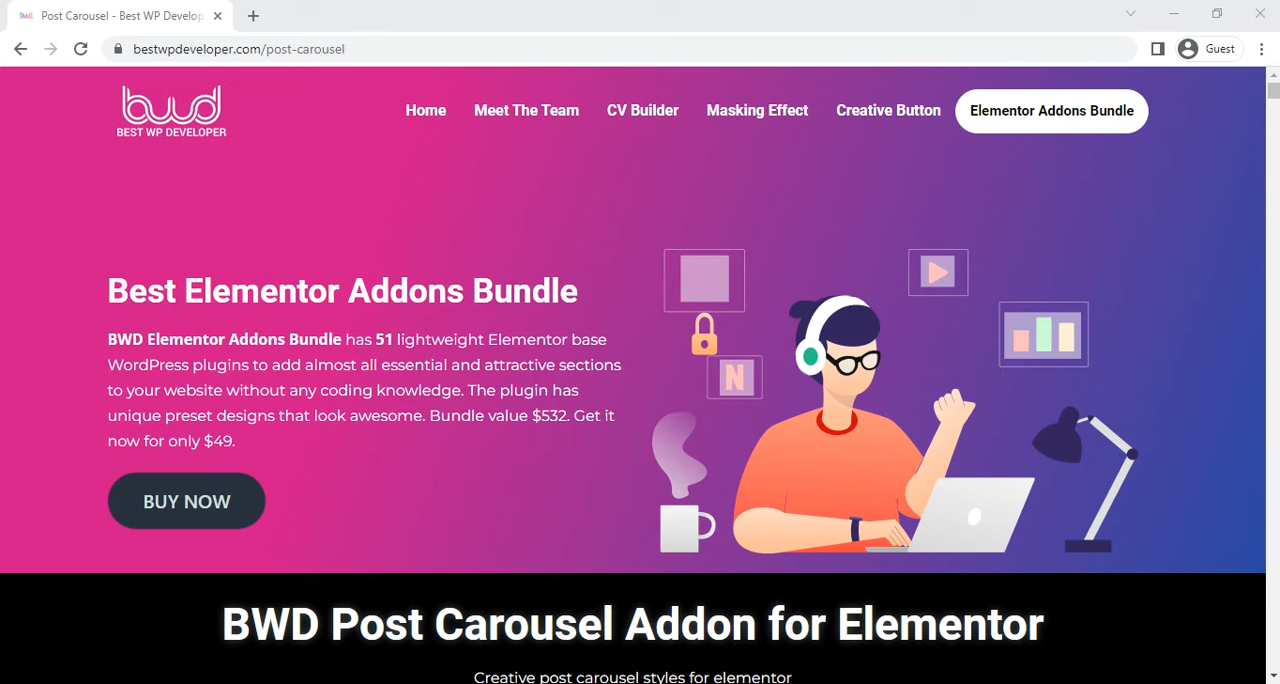 Post Carousel - Best WP Develop
bestwpdeveloper.com/post-carousel
Guest
bwd
BEST WP DEVELOPER
Home
Meet The Team
CV Builder
Masking Effect
Creative Button
Elementor Addons Bundle
Best Elementor Addons Bundle
BWD Elementor Addons Bundle has 51 lightweight Elementor base
WordPress plugins to add almost all essential and attractive sections
to your website without any coding knowledge. The plugin has
unique preset designs that look awesome. Bundle value $532. Get it
now for only $49.
BUY NOW
N
BWD Post Carousel Addon for Elementor
Creative post carousel styles for elementor